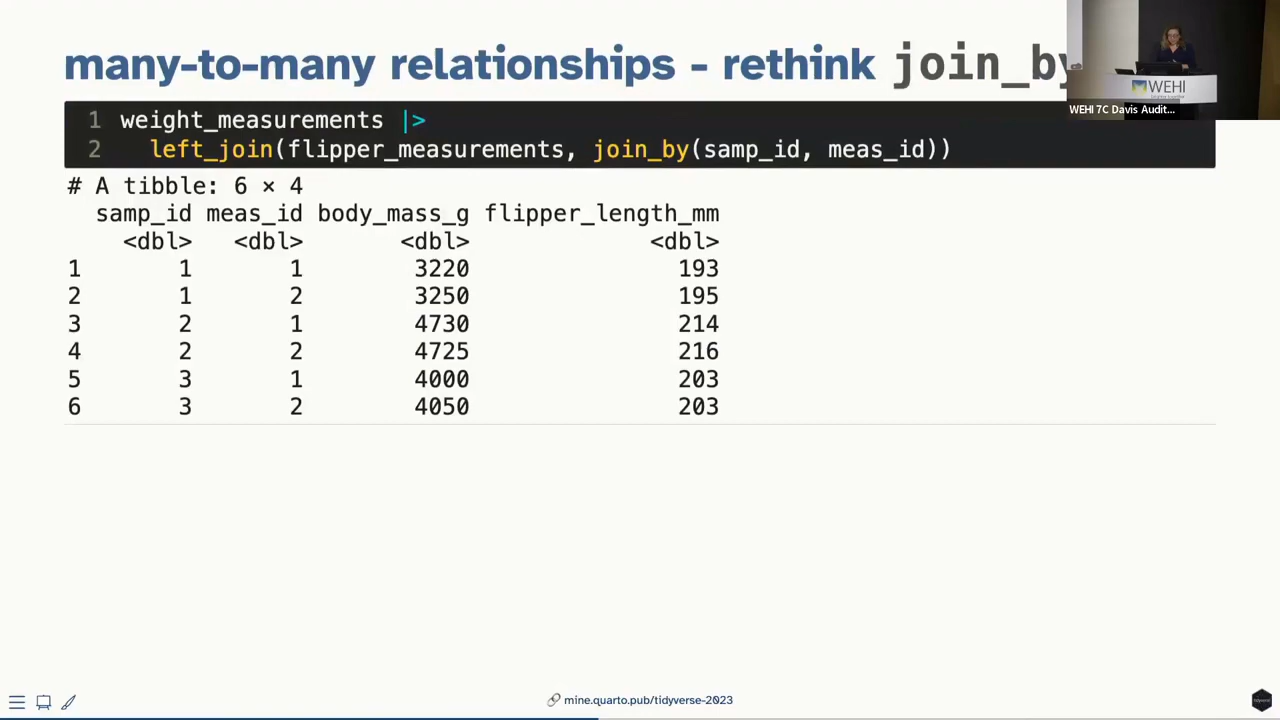 many-to-many relationships - rethink join_by
1 weight_measurements |>
2 left_join(flipper_measurements, join_by(samp_id, meas_id))
# A tibble: 6 × 4
samp_id meas_id body_mass_g flipper_length_mm
<dbl> <dbl> <dbl> <dbl>
1 1 1 3220 193
2 1 2 3250 195
3 2 1 4730 214
4 2 2 4725 216
5 3 1 4000 203
6 3 2 4050 203
WEHI
WEHI 7C Davis Audit...
mine.quarto.pub/tidyverse-2023